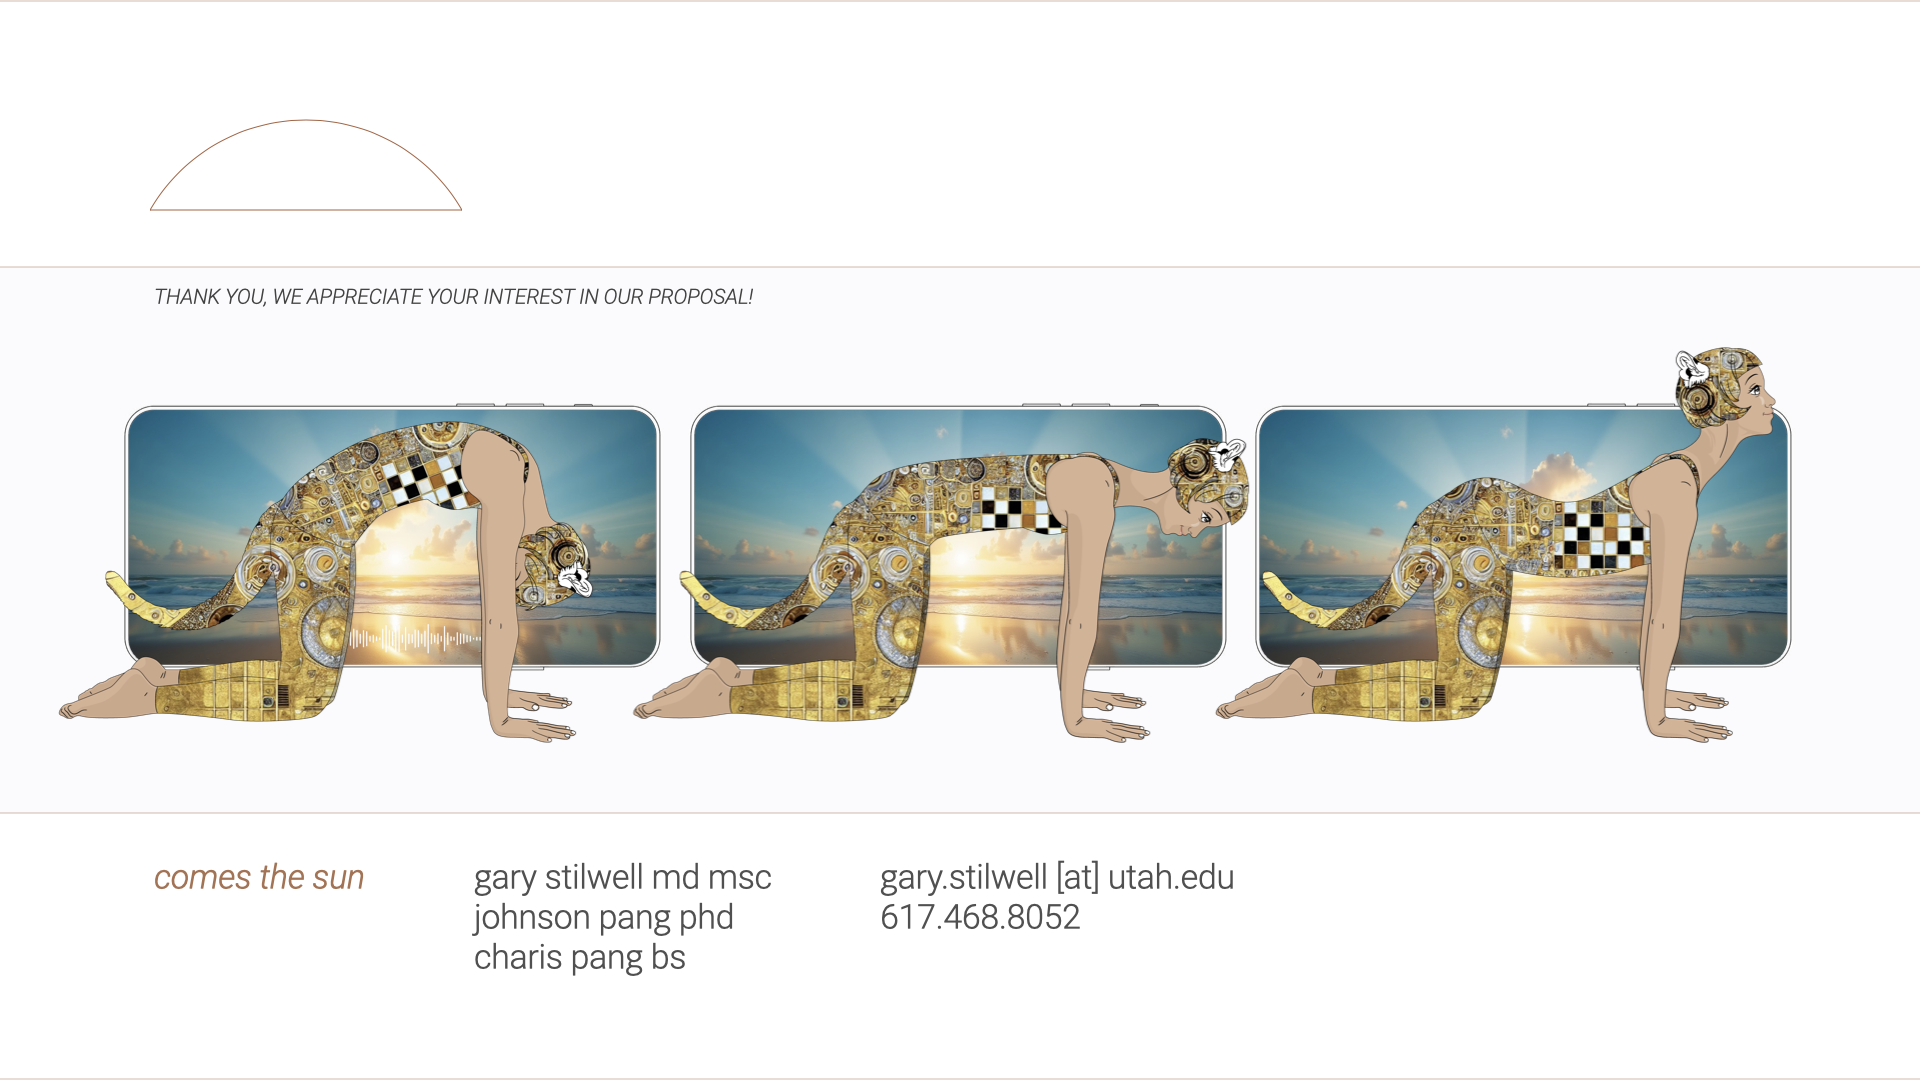 THANK YOU, WE APPRECIATE YOUR INTEREST IN OUR PROPOSAL!
comes the sun
gary stilwell md msc
johnson pang phd
charis pang bs
gary.stilwell [at] utah.edu
617.468.8052